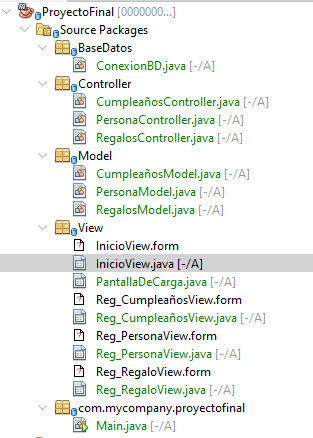 ProyectoFinal [0000000...]
Source Packages
BaseDatos
ConexionBD.java [-/A]
Controller
CumpleañosController.java [-/A]
PersonaController.java [-/A]
RegalosController.java [-/A]
Model
CumpleañosModel.java [-/A]
PersonaModel.java [-/A]
RegalosModel.java [-/A]
View
InicioView.form
InicioView.java [-/A]
PantallaDeCarga.java [-/A]
Reg_CumpleañosView.form
Reg_CumpleañosView.java [-/A]
Reg_PersonaView.form
Reg_PersonaView.java [-/A]
Reg_RegaloView.form
Reg_RegaloView.java [-/A]
com.mycompany.proyectofinal
Main.java [-/A]